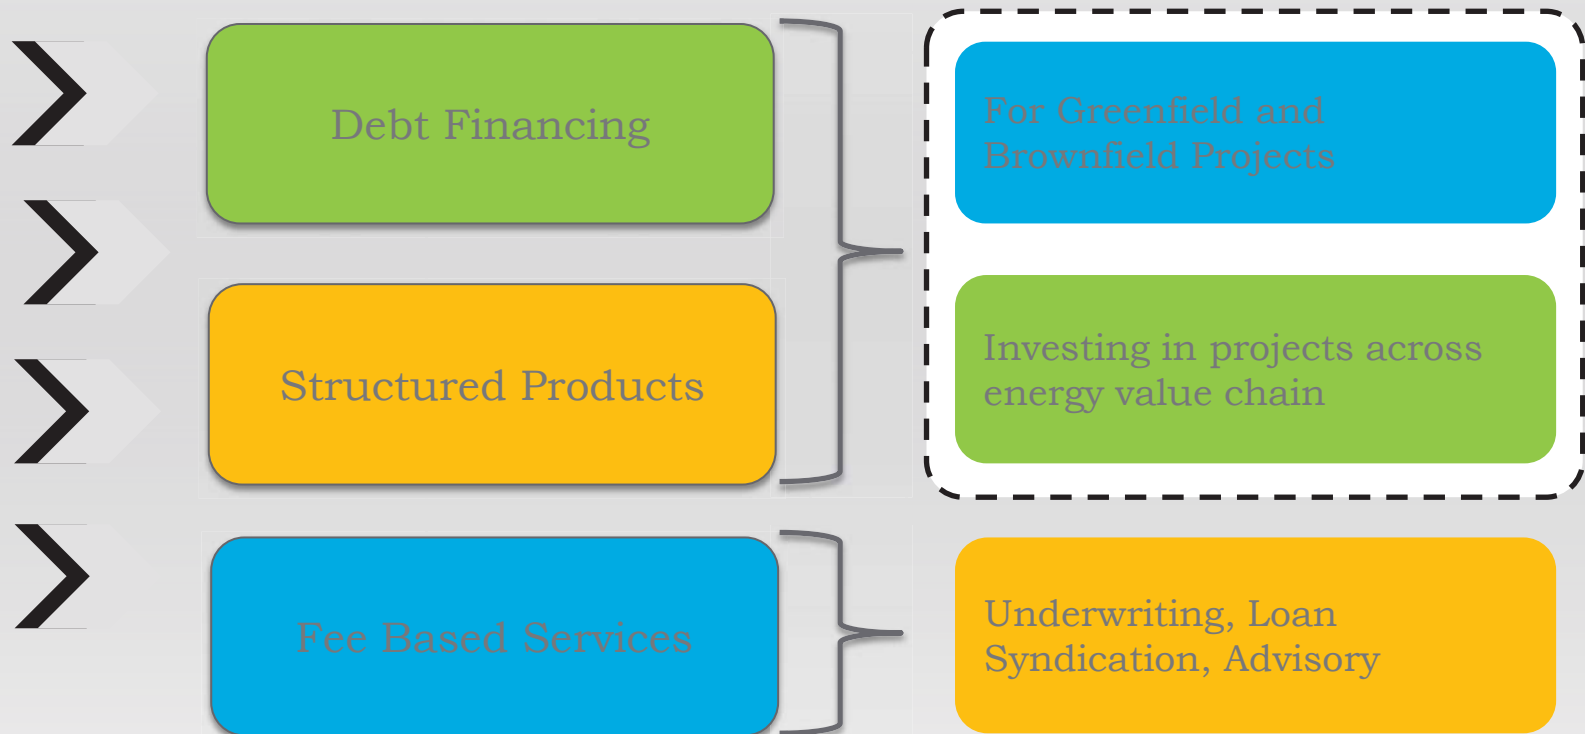 Debt Financing
For Greenfield and
Brownfield Projects
Structured Products
Investing in projects across
energy value chain
Fee Based Services
Underwriting, Loan
Syndication, Advisory